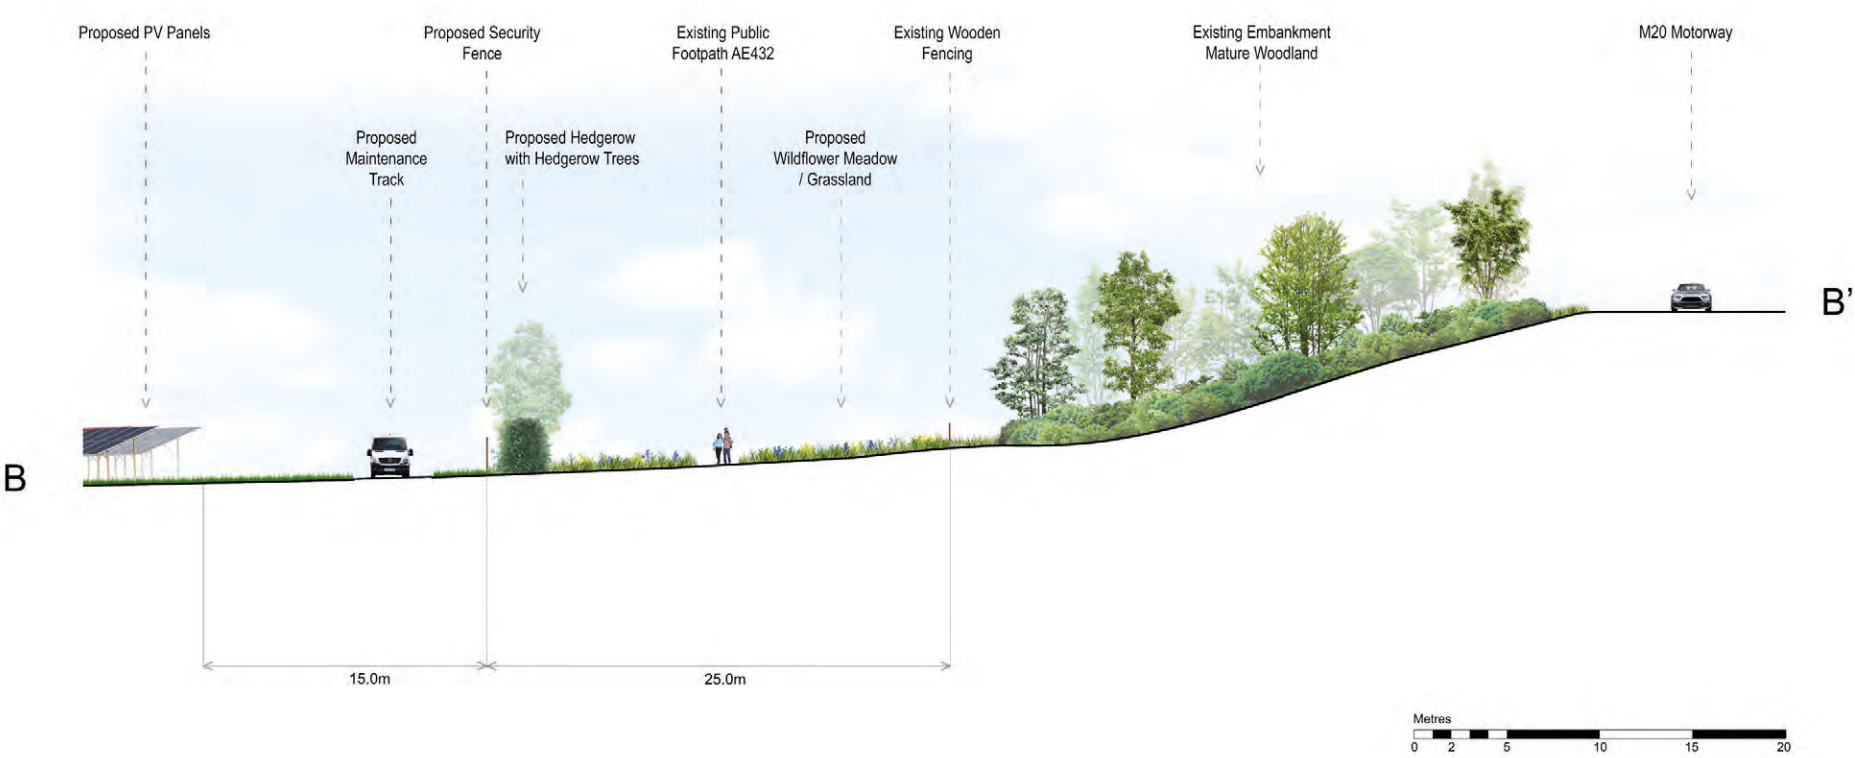 Proposed PV Panels
Proposed Security
Fence
Existing Public
Footpath AE432
Existing Wooden
Fencing
Existing Embankment
Mature Woodland
M20 Motorway
Proposed
Maintenance
Track
Proposed Hedgerow
with Hedgerow Trees
Proposed
Wildflower Meadow
/ Grassland
B
B’
15.0m
25.0m
Metres
0 2 5 10 15 20